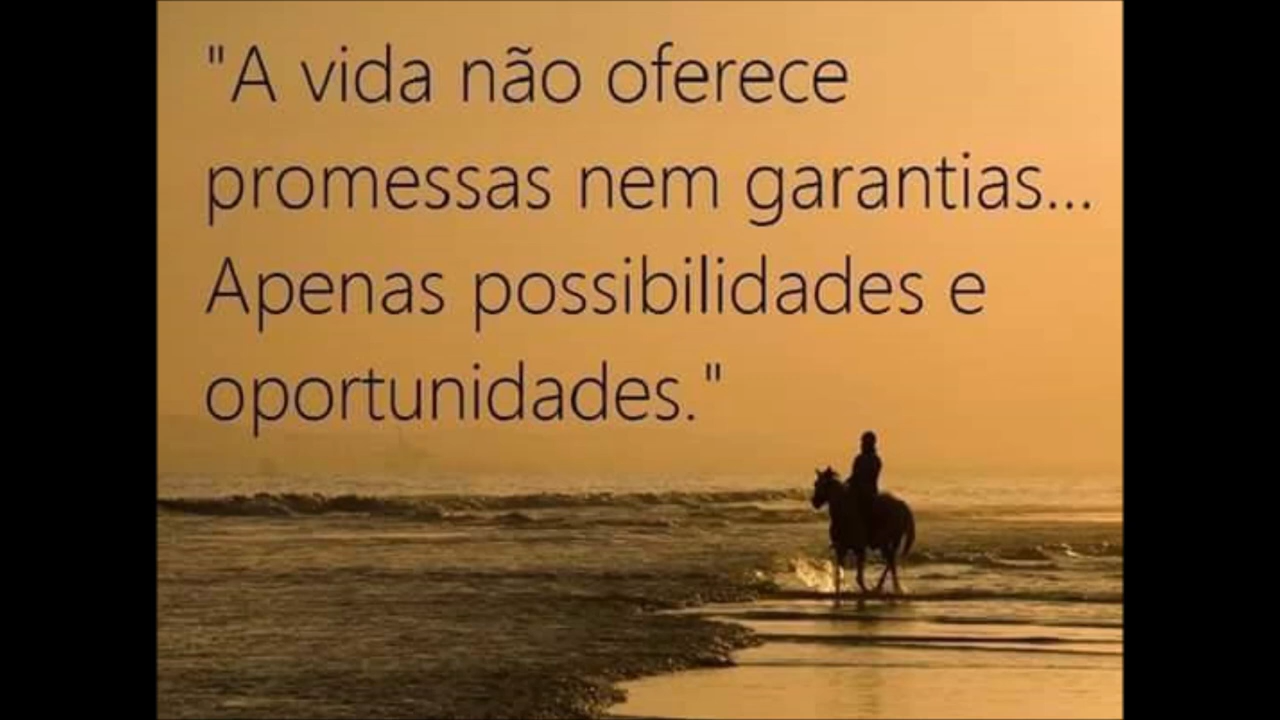 "A vida não oferece
promessas nem garantias...
Apenas possibilidades e
oportunidades."